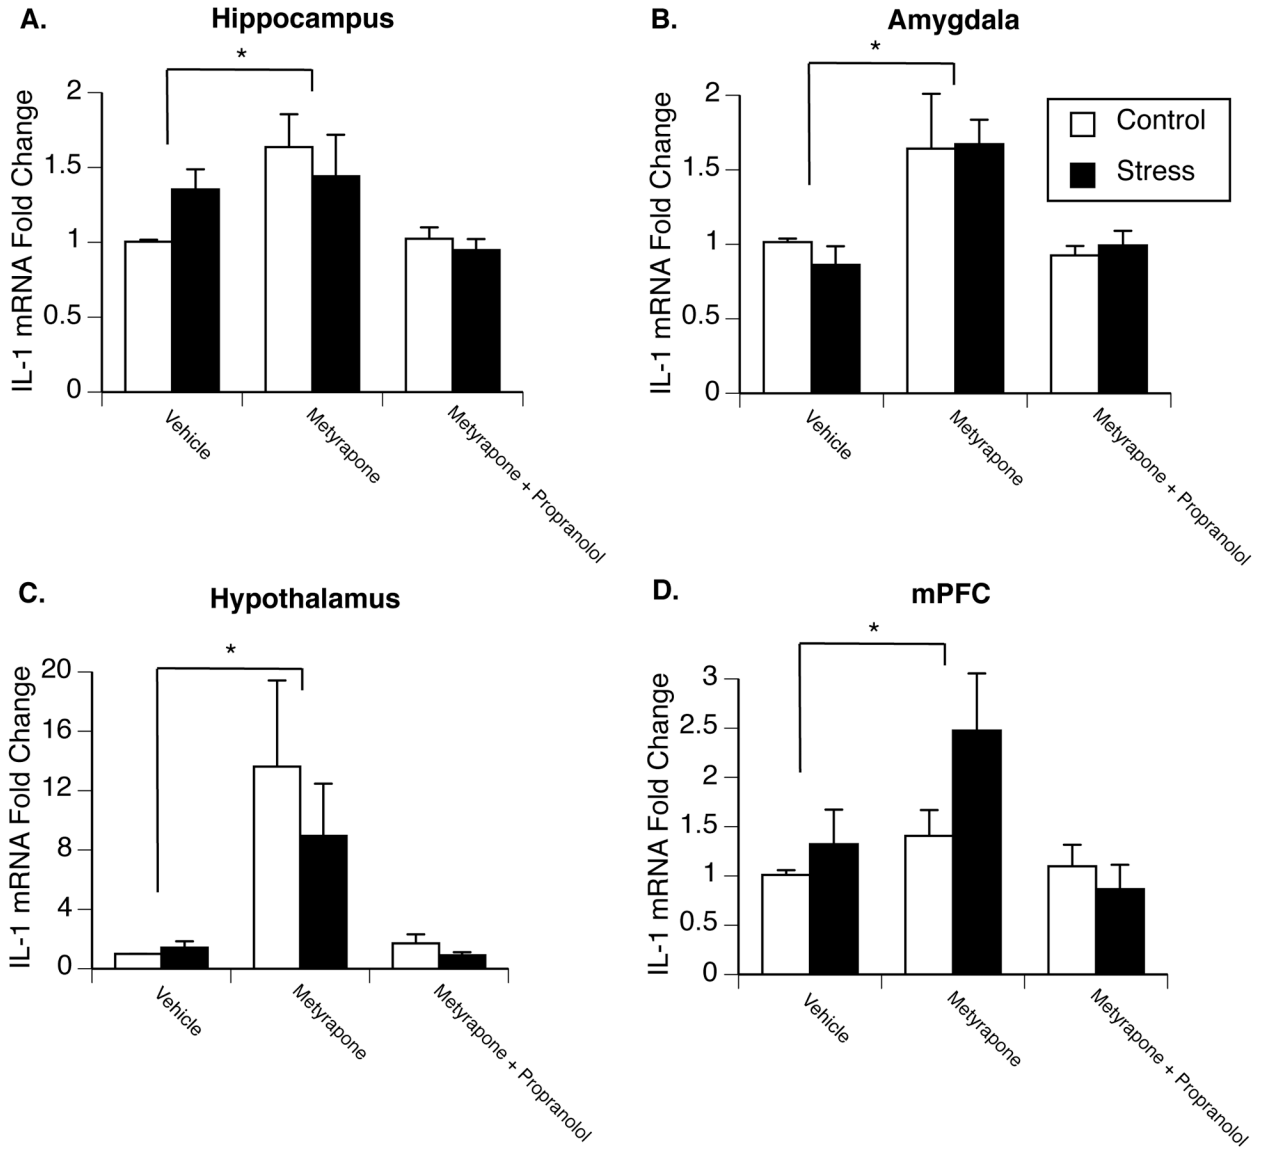 A.
Hippocampus
*
IL-1 mRNA Fold Change
2
1.5
1
0.5
0
Vehicle
Metyrapone
Metyrapone + Propranolol
B.
Amygdala
*
IL-1 mRNA Fold Change
2
1.5
1
0.5
0
Vehicle
Metyrapone
Metyrapone + Propranolol
Control
Stress
C.
Hypothalamus
*
IL-1 mRNA Fold Change
20
16
12
8
4
0
Vehicle
Metyrapone
Metyrapone + Propranolol
D.
mPFC
*
IL-1 mRNA Fold Change
3
2.5
2
1.5
1
0.5
0
Vehicle
Metyrapone
Metyrapone + Propranolol